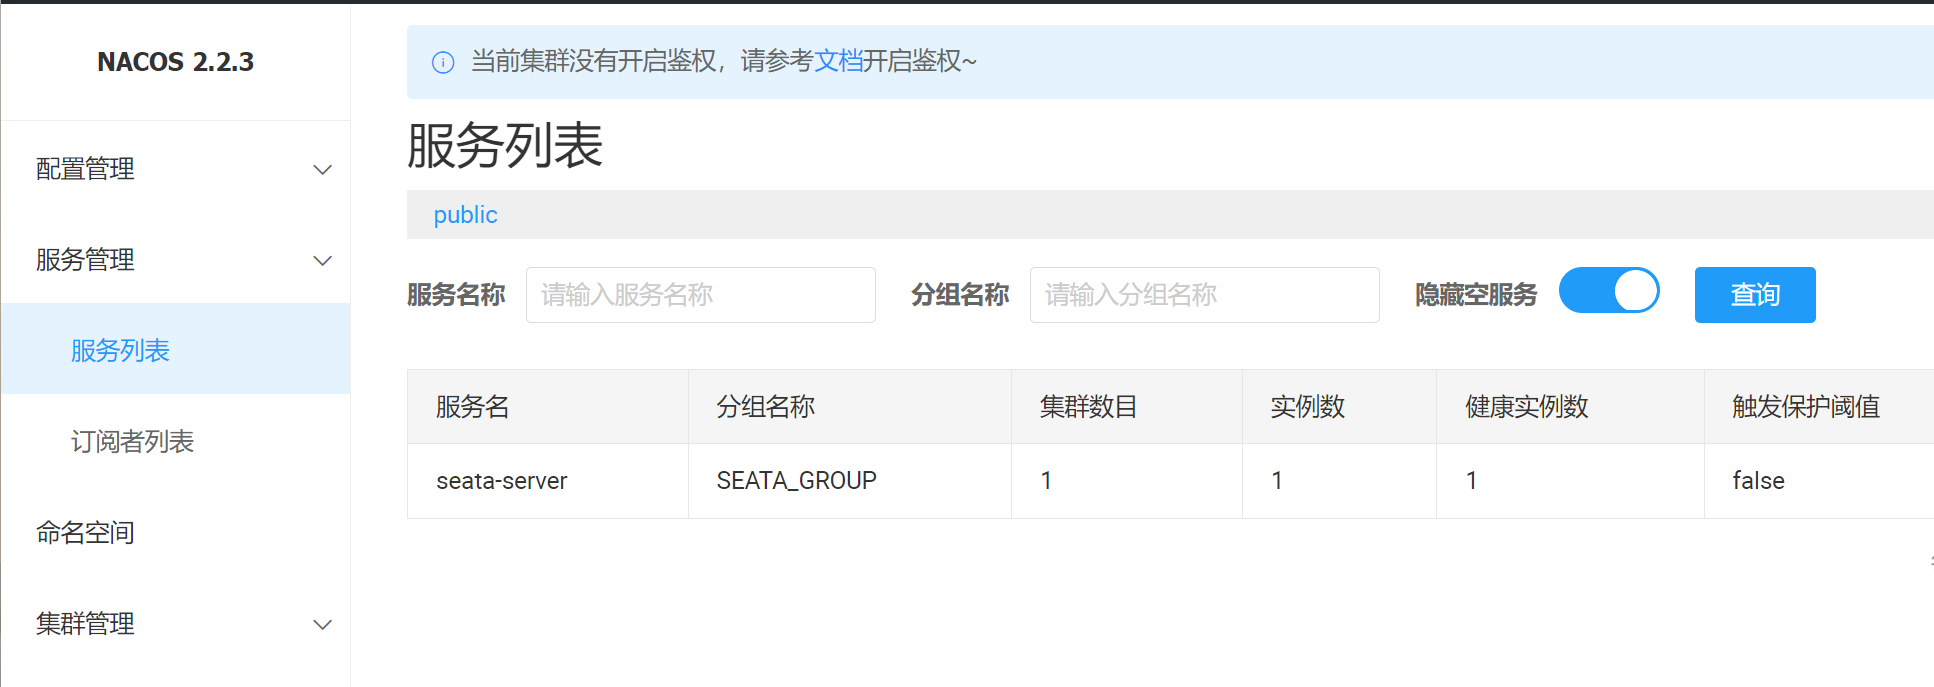 NACOS 2.2.3
配置管理
服务管理
服务列表
订阅者列表
命名空间
集群管理
当前集群没有开启鉴权，请参考文档开启鉴权~
服务列表
public
服务名称 请输入服务名称 分组名称 请输入分组名称 隐藏空服务 查询
服务名 分组名称 集群数目 实例数 健康实例数 触发保护阈值
seata-server SEATA_GROUP 1 1 1 false